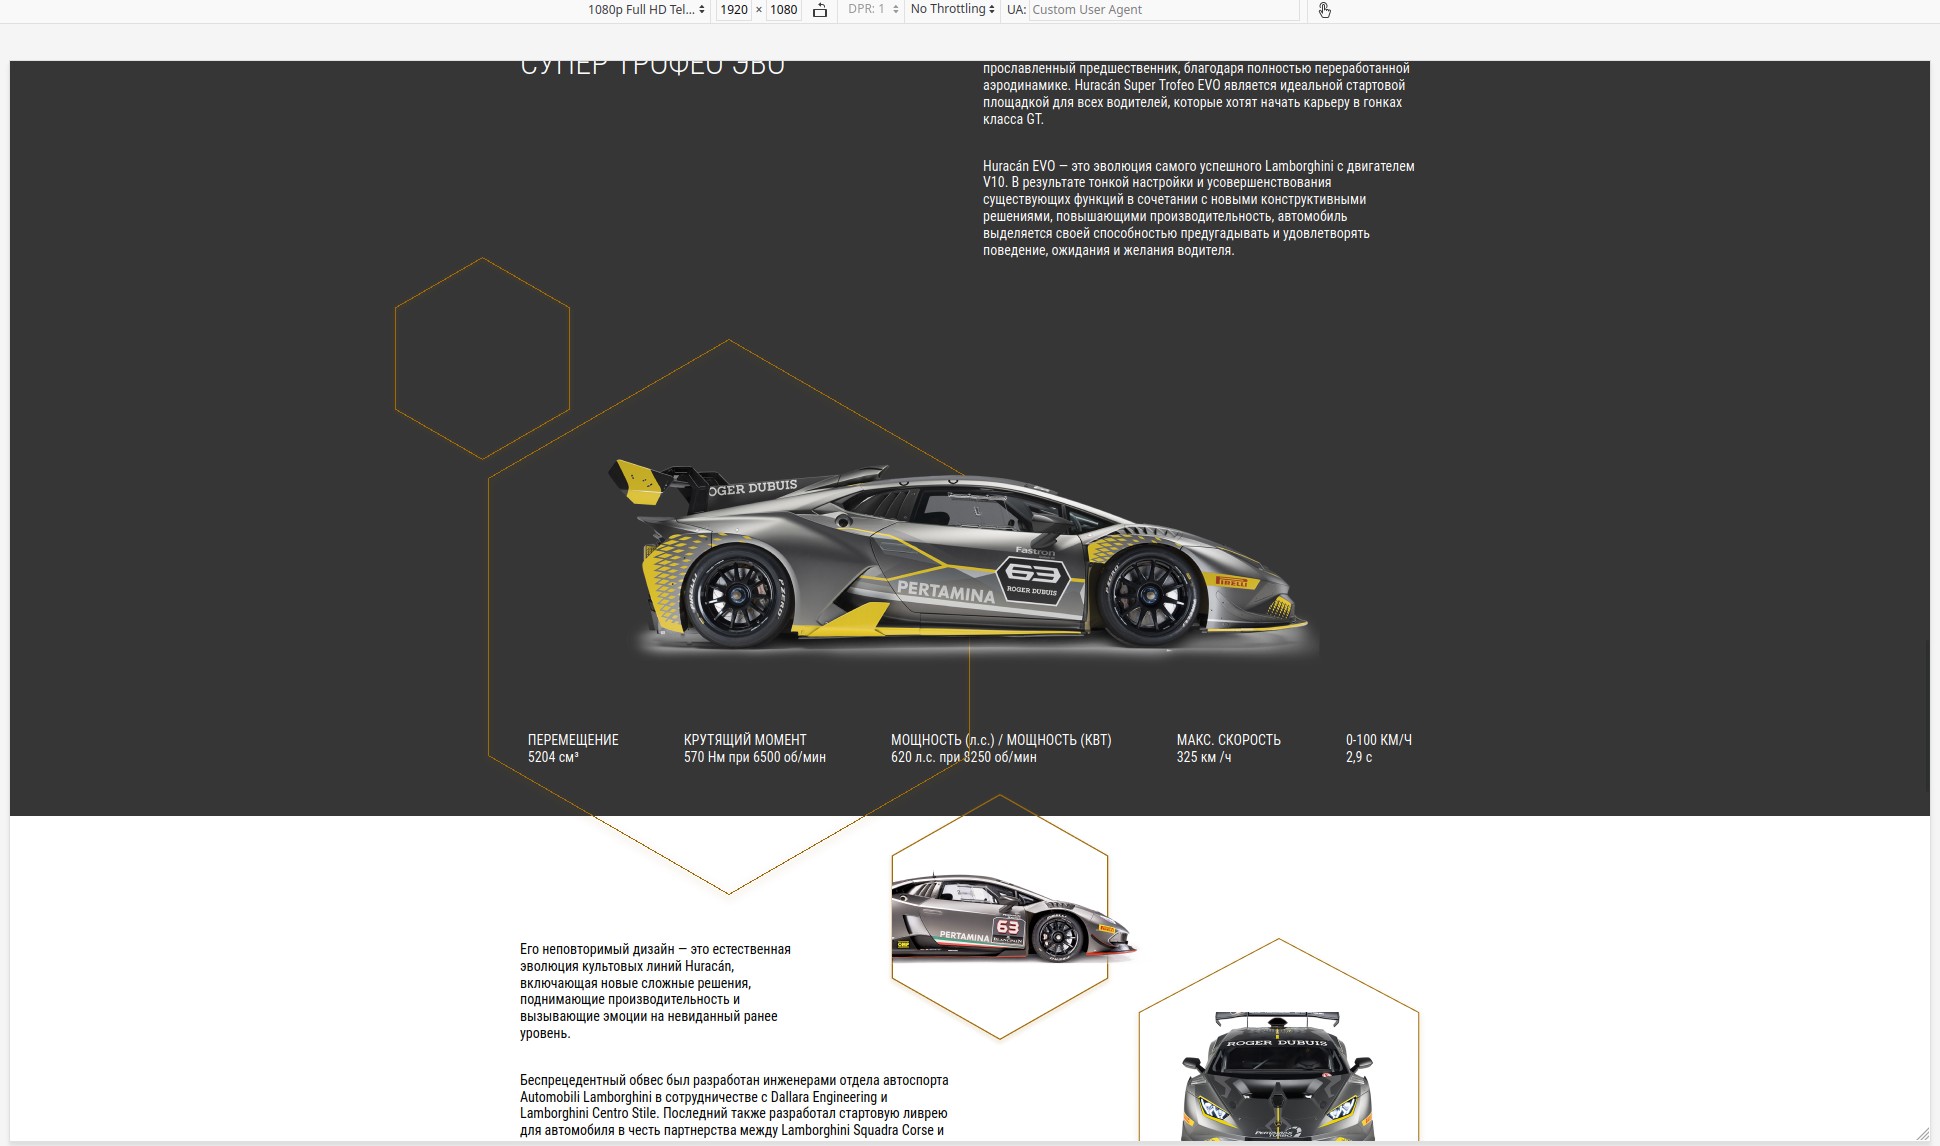 1080p Full HD Tel...
1920 × 1080
DPR: 1
No Throttling
UA: Custom User Agent
СУПЕР ТРОФЕО ЭВО
прославленный предшественник, благодаря полностью переработанной
аэродинамике. Huracán Super Trofeo EVO является идеальной стартовой
площадкой для всех водителей, которые хотят начать карьеру в гонках
класса GT.
Huracán EVO — это эволюция самого успешного Lamborghini с двигателем
V10. В результате тонкой настройки и усовершенствования
существующих функций в сочетании с новыми конструктивными
решениями, повышающими производительность, автомобиль
выделяется своей способностью предугадывать и удовлетворять
поведение, ожидания и желания водителя.
OGER DUBUIS
Fastron
63
ROGER DUBUIS
PERTAMINA
PIRELLI
ПЕРЕМЕЩЕНИЕ
5204 см³
КРУТЯЩИЙ МОМЕНТ
570 Нм при 6500 об/мин
МОЩНОСТЬ (л.с.) / МОЩНОСТЬ (КВТ)
620 л.с. при 8250 об/мин
МАКС. СКОРОСТЬ
325 км /ч
0-100 КМ/Ч
2,9 с
63
PERTAMINA
Его неповторимый дизайн — это естественная
эволюция культовых линий Huracán,
включающая новые сложные решения,
поднимающие производительность и
вызывающие эмоции на невиданный ранее
уровень.
ROGER DUBUIS
Беспрецедентный обвес был разработан инженерами отдела автоспорта
Automobili Lamborghini в сотрудничестве с Dallara Engineering и
Lamborghini Centro Stile. Последний также разработал стартовую ливрею
для автомобиля в честь партнерства между Lamborghini Squadra Corse и